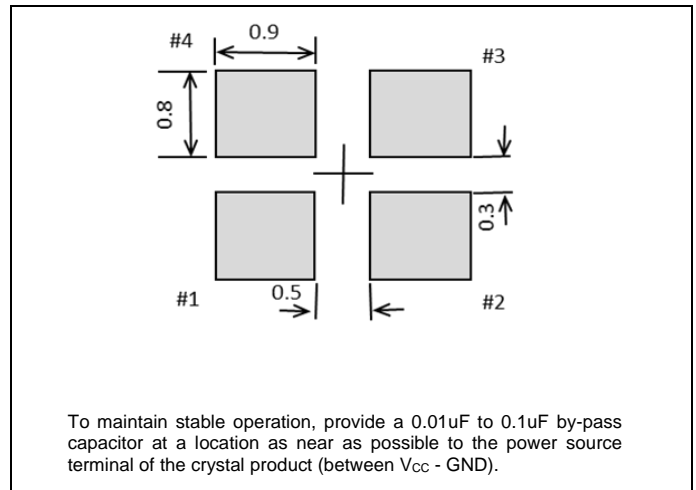 #4
0.9
#3
0.8
0.3
#1
0.5
#2
To maintain stable operation, provide a 0.01uF to 0.1uF by-pass
capacitor at a location as near as possible to the power source
terminal of the crystal product (between VCC - GND).